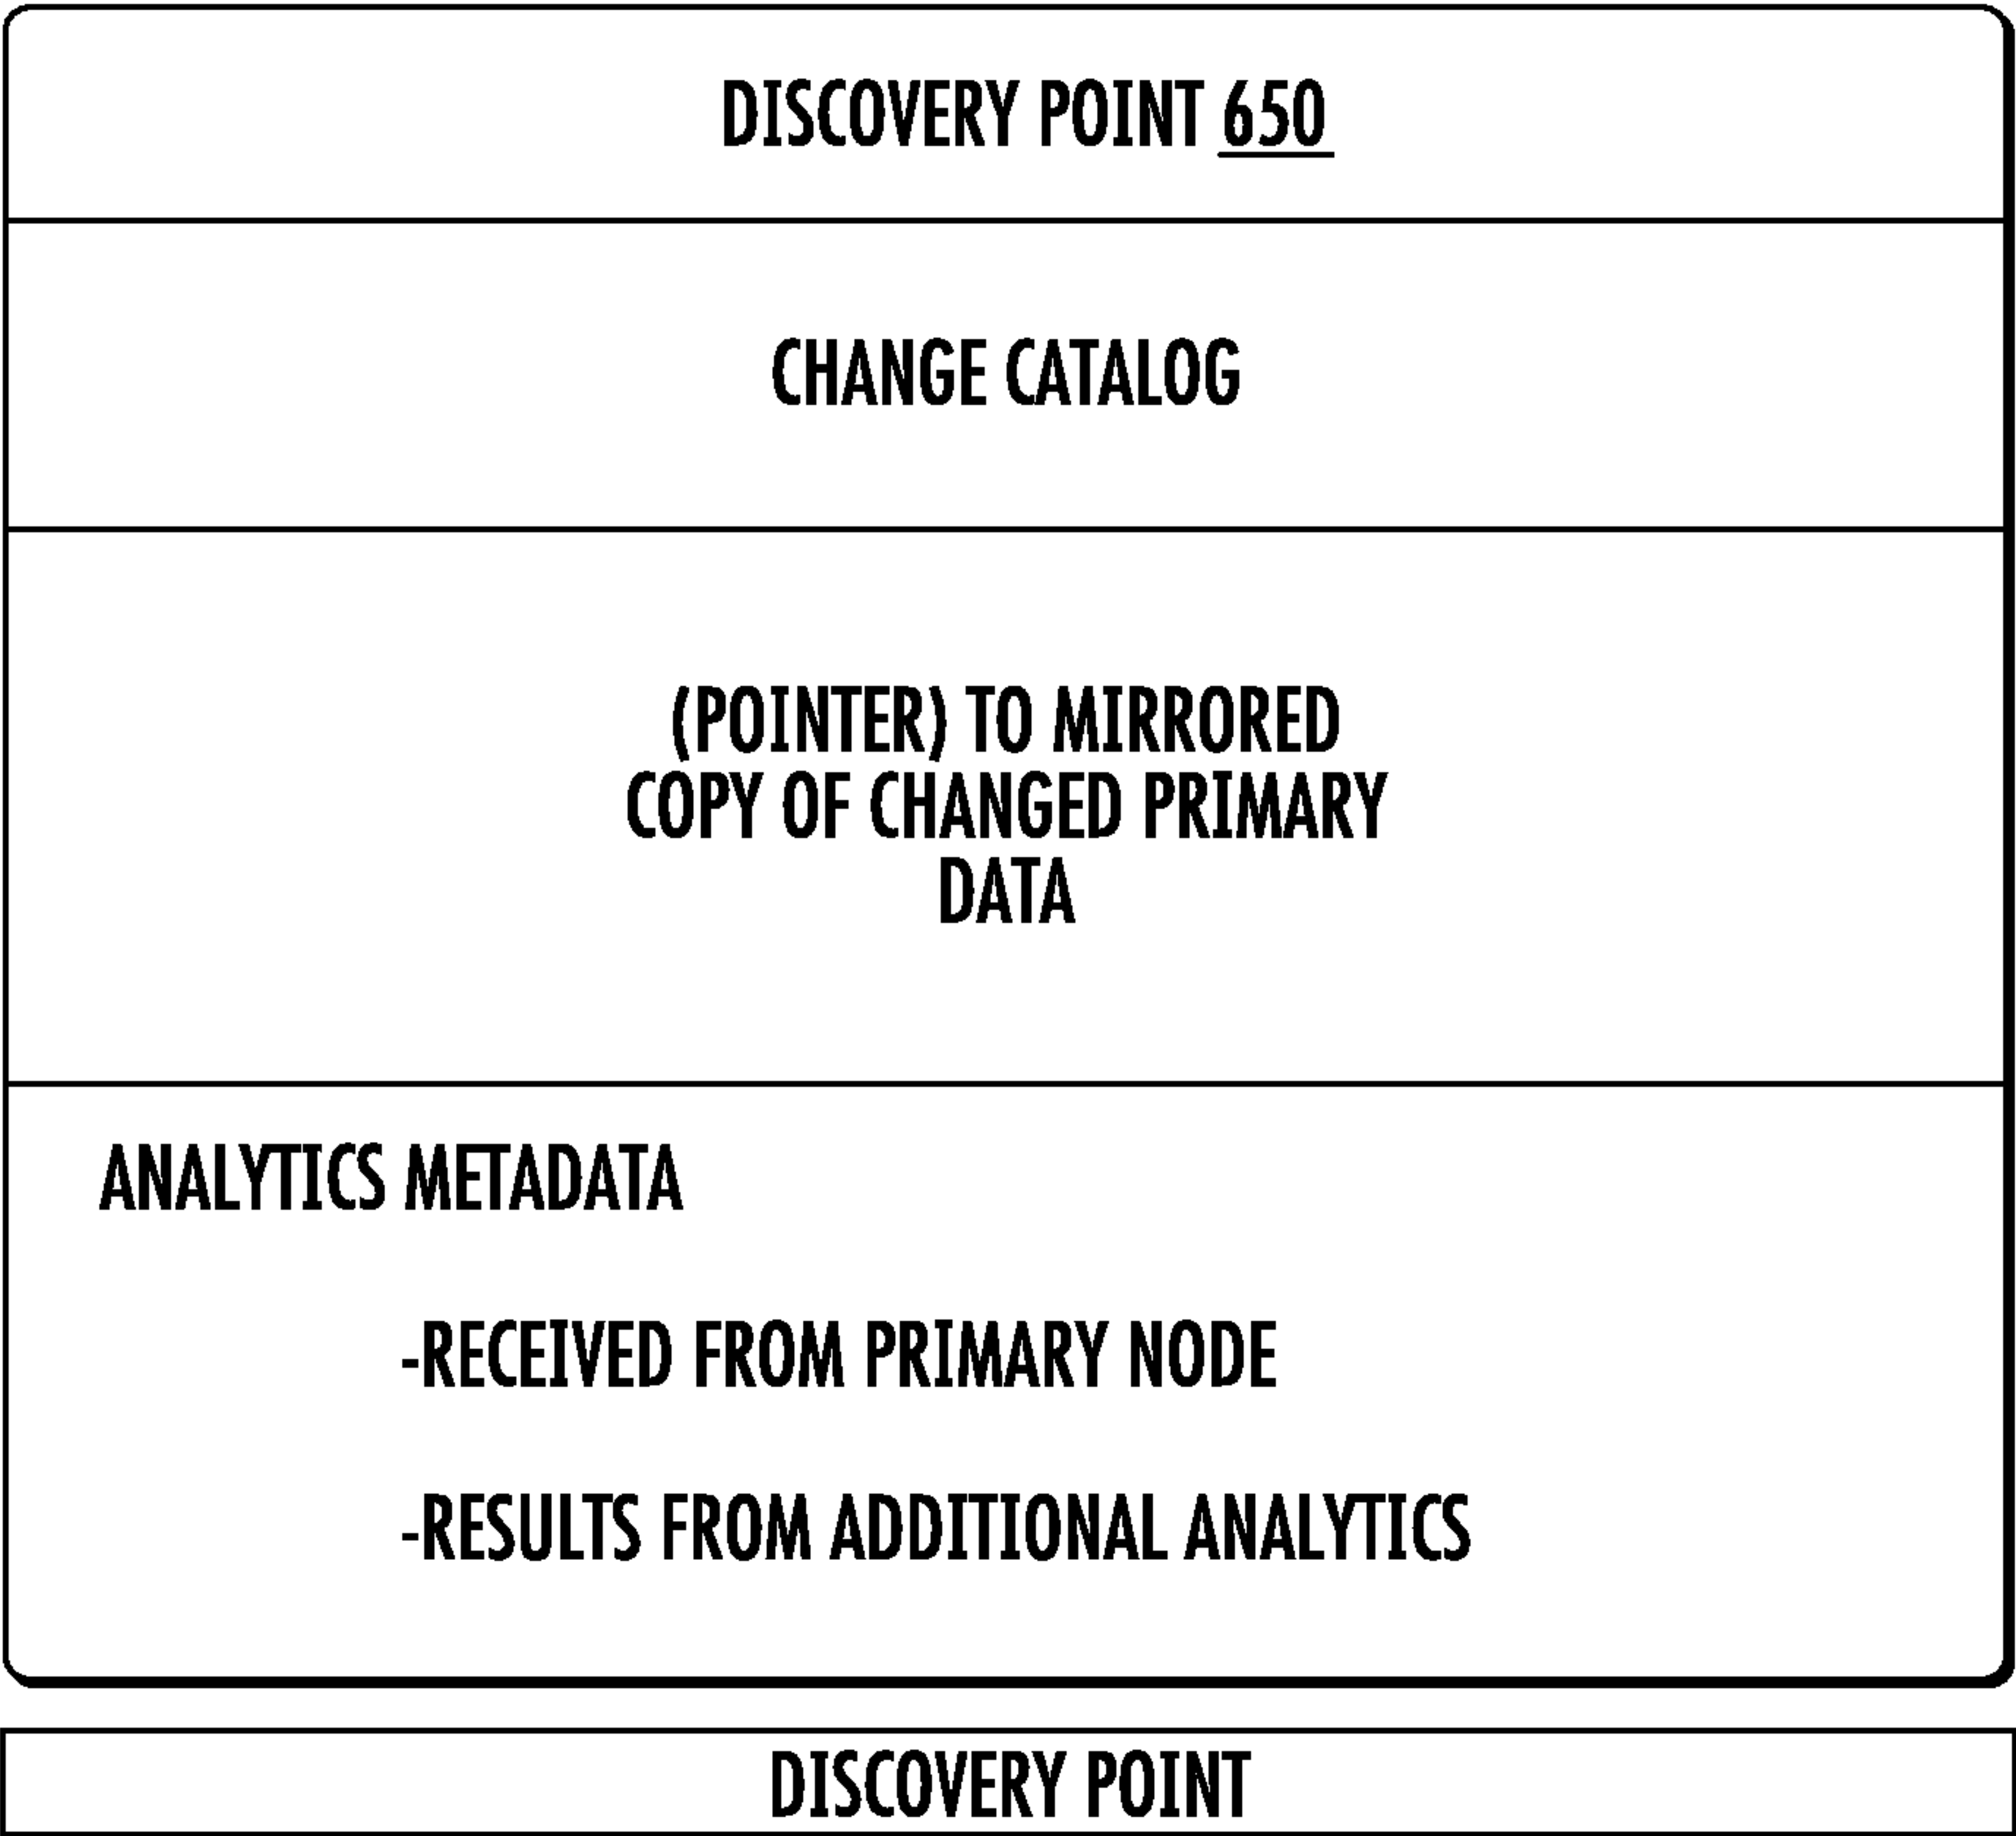 DISCOVERY POINT 650
CHANGE CATALOG
(POINTER) TO MIRRORED
COPY OF CHANGED PRIMARY
DATA
ANALYTICS METADATA
-RECEIVED FROM PRIMARY NODE
-RESULTS FROM ADDITIONAL ANALYTICS
DISCOVERY POINT